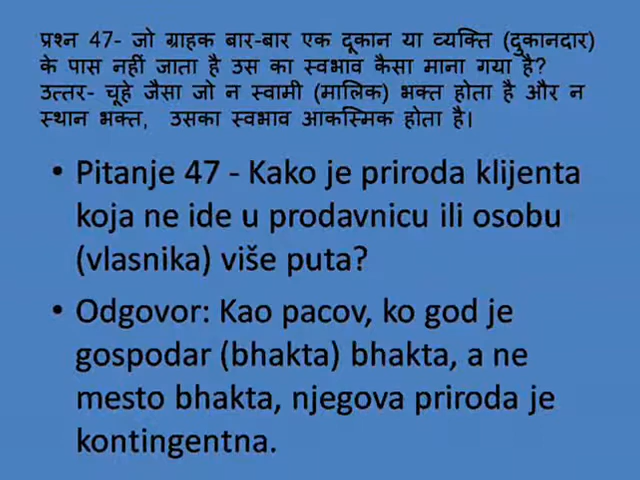 प्रश्न 47- जो ग्राहक बार-बार एक दूकान या व्यक्ति (दुकानदार)
के पास नहीं जाता है उस का स्वभाव कैसा माना गया है?
उत्तर- चूहे जैसा जो न स्वामी (मालिक) भक्त होता है और न
स्थान भक्त, उसका स्वभाव आकस्मिक होता है।
• Pitanje 47 - Kako je priroda klijenta
koja ne ide u prodavnicu ili osobu
(vlasnika) više puta?
• Odgovor: Kao pacov, ko god je
gospodar (bhakta) bhakta, a ne
mesto bhakta, njegova priroda je
kontingentna.